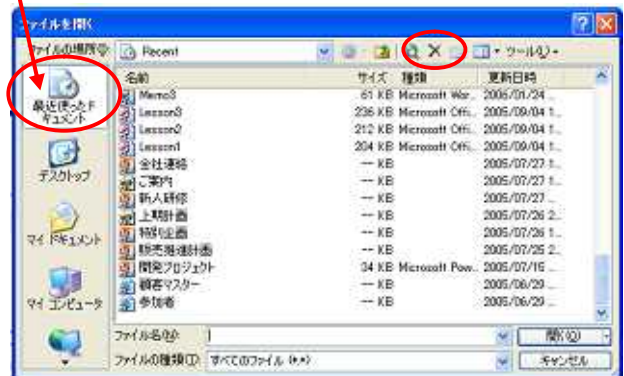 ファイルを開く
ファイルの場所(I): Recent ツール(L)
名前 サイズ 種類 更新日時
Memo3 61 KB Microsoft Wor... 2006/01/24 ...
Lesson3 236 KB Microsoft Offi... 2005/09/04 1...
Lesson2 212 KB Microsoft Offi... 2005/09/04 1...
Lesson1 204 KB Microsoft Offi... 2005/09/04 1...
会社連絡 -- KB 2005/07/27 1...
ご案内 -- KB 2005/07/27 1...
新人研修 -- KB 2005/07/27 ...
上期計画 -- KB 2005/07/26 2...
特別企画 -- KB 2005/07/26 1...
販売推進計画 -- KB 2005/07/25 2...
開発プロジェクト 34 KB Microsoft Pow... 2005/07/15 ...
顧客マスター -- KB 2005/06/29 ...
参加者 -- KB 2005/06/29 ...
最近使ったド
キュメント
デスクトップ
マイ ドキュメント
マイ コンピュータ
ファイル名(N): 開く(O)
ファイルの種類(T): すべてのファイル (*.*) キャンセル